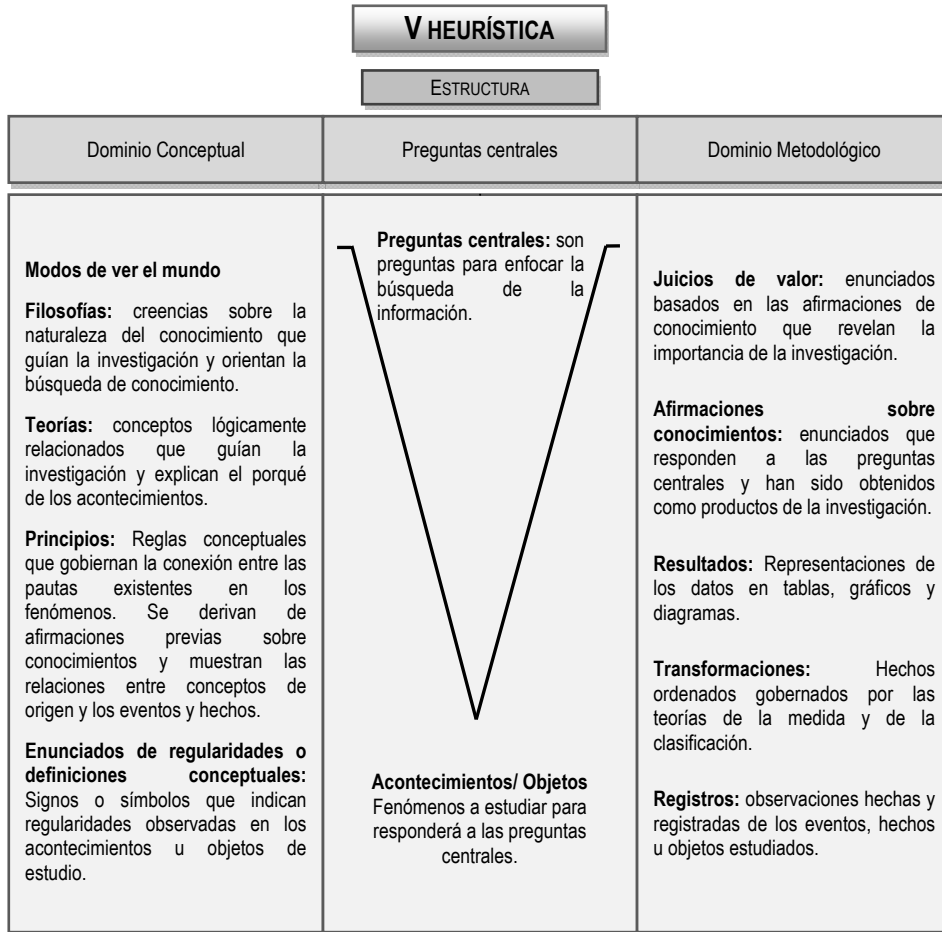 V HEURÍSTICA
ESTRUCTURA
Dominio Conceptual
Preguntas centrales
Dominio Metodológico
Modos de ver el mundo
Filosofías: creencias sobre la
naturaleza del conocimiento que
guían la investigación y orientan la
búsqueda de conocimiento.
Teorías: conceptos lógicamente
relacionados que guían la
investigación y explican el porqué
de los acontecimientos.
Principios: Reglas conceptuales
que gobiernan la conexión entre las
pautas existentes en los
fenómenos. Se derivan de
afirmaciones previas sobre
conocimientos y muestran las
relaciones entre conceptos de
origen y los eventos y hechos.
Enunciados de regularidades o
definiciones conceptuales:
Signos o símbolos que indican
regularidades observadas en los
acontecimientos u objetos de
estudio.
Preguntas centrales: son
preguntas para enfocar la
búsqueda de la
información.
Acontecimientos/ Objetos
Fenómenos a estudiar para
responderá a las preguntas
centrales.
Juicios de valor: enunciados
basados en las afirmaciones de
conocimiento que revelan la
importancia de la investigación.
Afirmaciones sobre
conocimientos: enunciados que
responden a las preguntas
centrales y han sido obtenidos
como productos de la investigación.
Resultados: Representaciones de
los datos en tablas, gráficos y
diagramas.
Transformaciones: Hechos
ordenados gobernados por las
teorías de la medida y de la
clasificación.
Registros: observaciones hechas y
registradas de los eventos, hechos
u objetos estudiados.